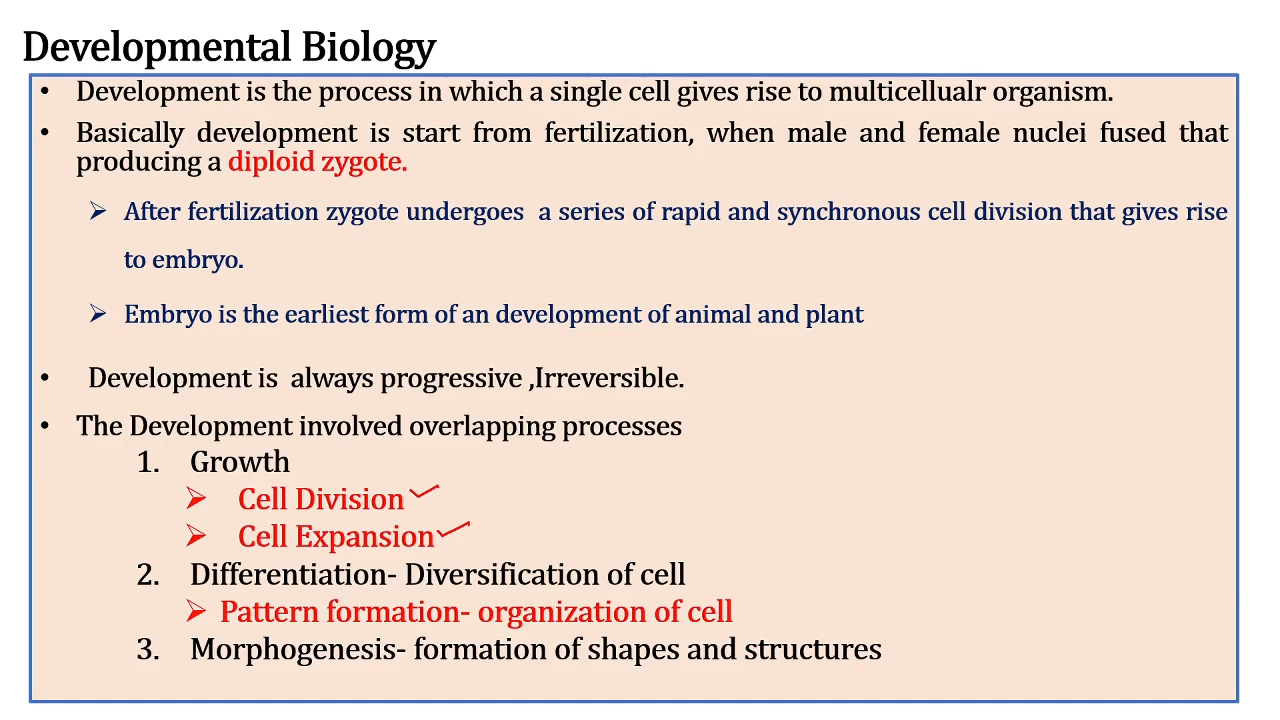 Developmental Biology
• Development is the process in which a single cell gives rise to multicellualr organism.
• Basically development is start from fertilization, when male and female nuclei fused that
producing a diploid zygote.
➢ After fertilization zygote undergoes a series of rapid and synchronous cell division that gives rise
to embryo.
➢ Embryo is the earliest form of an development of animal and plant
• Development is always progressive ,Irreversible.
• The Development involved overlapping processes
1. Growth
➢ Cell Division
➢ Cell Expansion
2. Differentiation- Diversification of cell
➢ Pattern formation- organization of cell
3. Morphogenesis- formation of shapes and structures